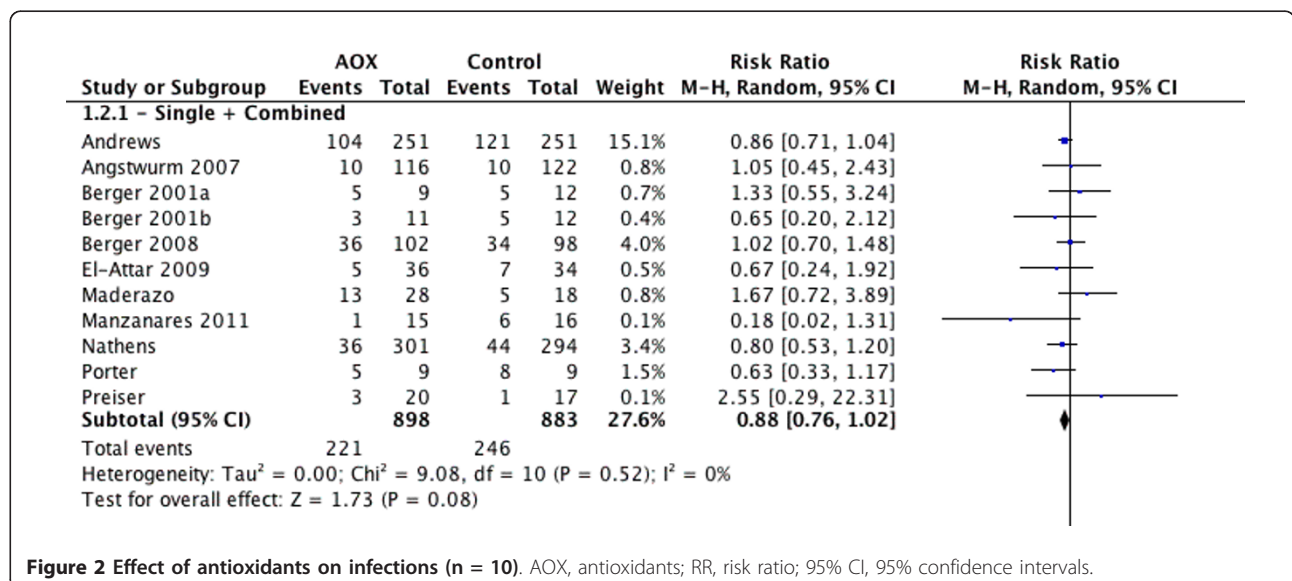 AOX Control Risk Ratio Risk Ratio
Study or Subgroup Events Total Events Total Weight M-H, Random, 95% CI M-H, Random, 95% CI
1.2.1 - Single + Combined
Andrews 104 251 121 251 15.1% 0.86 [0.71, 1.04]
Angstwurm 2007 10 116 10 122 0.8% 1.05 [0.45, 2.43]
Berger 2001a 5 9 5 12 0.7% 1.33 [0.55, 3.24]
Berger 2001b 3 11 5 12 0.4% 0.65 [0.20, 2.12]
Berger 2008 36 102 34 98 4.0% 1.02 [0.70, 1.48]
El-Attar 2009 5 36 7 34 0.5% 0.67 [0.24, 1.92]
Maderazo 13 28 5 18 0.8% 1.67 [0.72, 3.89]
Manzanares 2011 1 15 6 16 0.1% 0.18 [0.02, 1.31]
Nathens 36 301 44 294 3.4% 0.80 [0.53, 1.20]
Porter 5 9 8 9 1.5% 0.63 [0.33, 1.17]
Preiser 3 20 1 17 0.1% 2.55 [0.29, 22.31]
Subtotal (95% CI) 898 883 27.6% 0.88 [0.76, 1.02]
Total events 221 246
Heterogeneity: Tau² = 0.00; Chi² = 9.08, df = 10 (P = 0.52); I² = 0%
Test for overall effect: Z = 1.73 (P = 0.08)
Figure 2 Effect of antioxidants on infections (n = 10). AOX, antioxidants; RR, risk ratio; 95% CI, 95% confidence intervals.